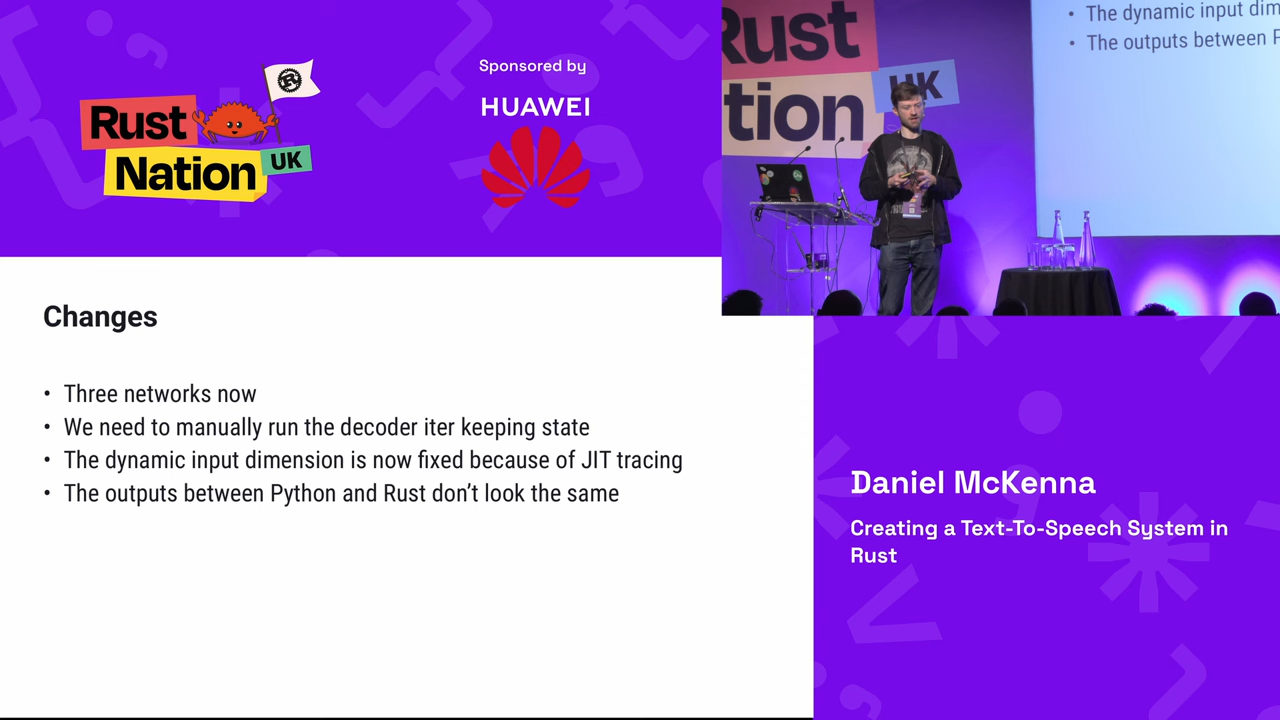 Rust
Nation
UK
Sponsored by
HUAWEI
Rust
tion
UK
The dynamic input dim
The outputs between P
Changes
• Three networks now
• We need to manually run the decoder iter keeping state
• The dynamic input dimension is now fixed because of JIT tracing
• The outputs between Python and Rust don’t look the same
Daniel McKenna
Creating a Text-To-Speech System in
Rust